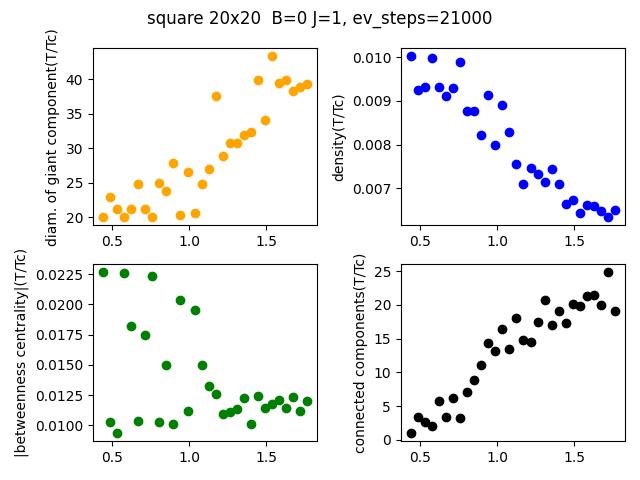 square 20x20  B=0 J=1, ev_steps=21000
diam. of giant component(T/Tc)
40
35
30
25
20
0.5 1.0 1.5
density(T/Tc)
0.010
0.009
0.008
0.007
0.5 1.0 1.5
|betweenness centrality|(T/Tc)
0.0225
0.0200
0.0175
0.0150
0.0125
0.0100
0.5 1.0 1.5
connected components(T/Tc)
25
20
15
10
5
0
0.5 1.0 1.5